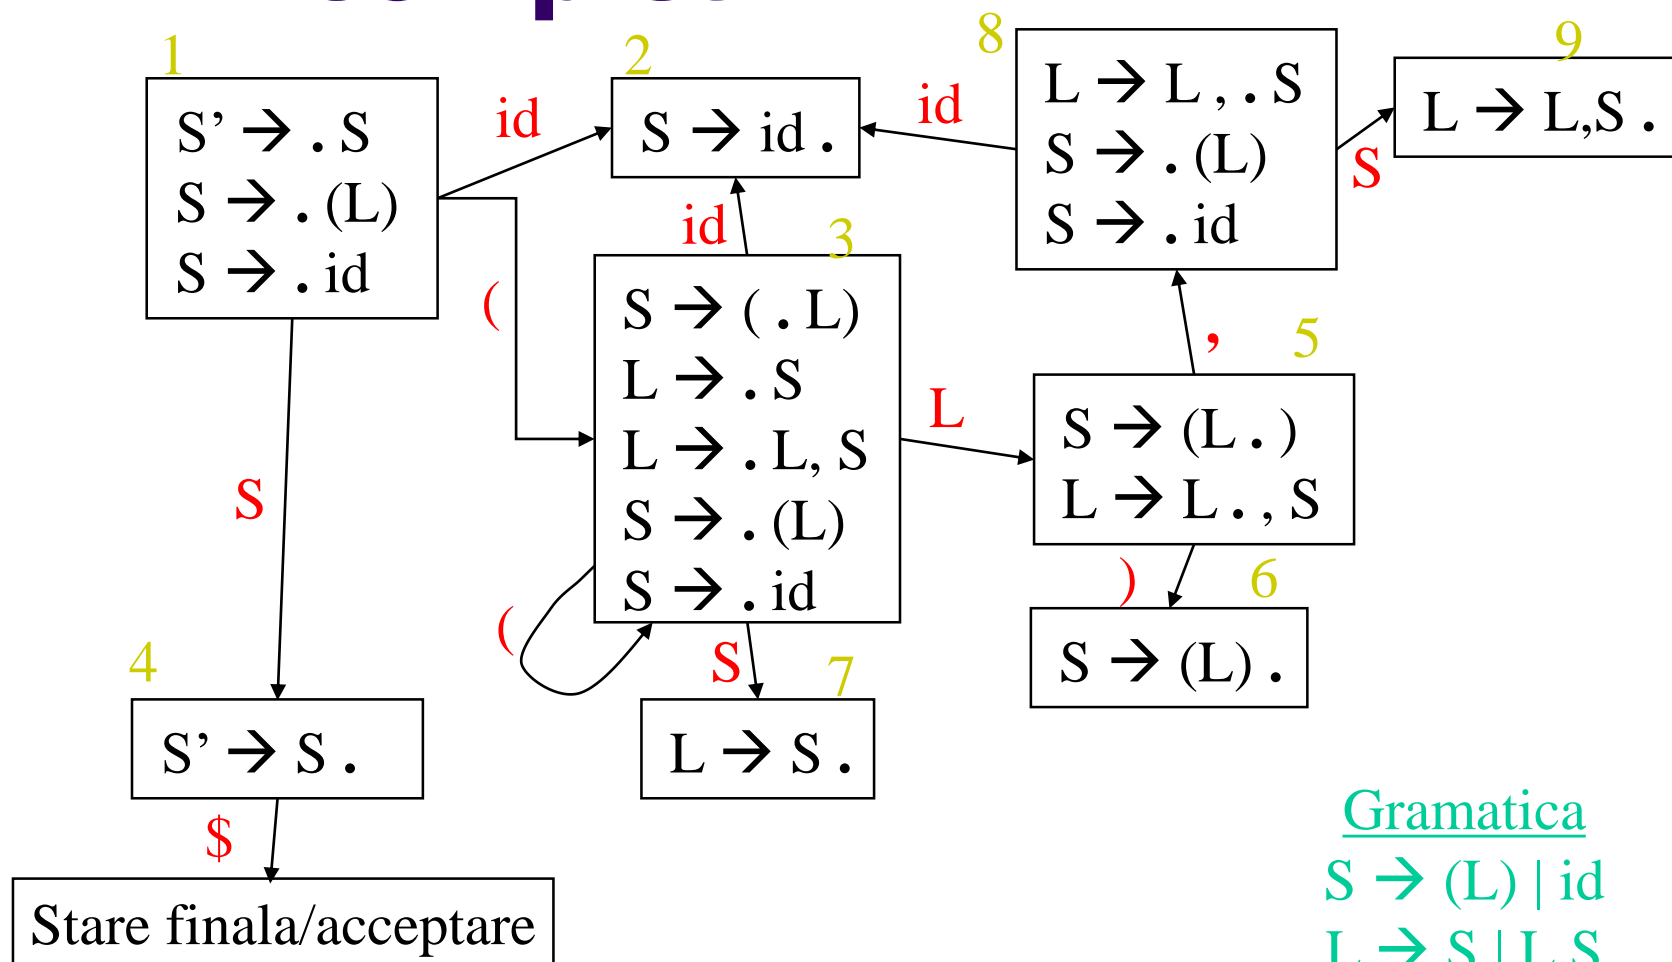 1
S’ → . S
S → . (L)
S → . id
id
2
S → id .
id
8
L → L , . S
S → . (L)
S → . id
S
9
L → L,S .
(
id
3
S → ( . L)
L → . S
L → . L, S
S → . (L)
S → . id
L
,
5
S → (L . )
L → L . , S
S
(
S
)
6
S → (L) .
4
S’ → S .
7
L → S .
$
Stare finala/acceptare
Gramatica
S → (L) | id
L → S | L,S